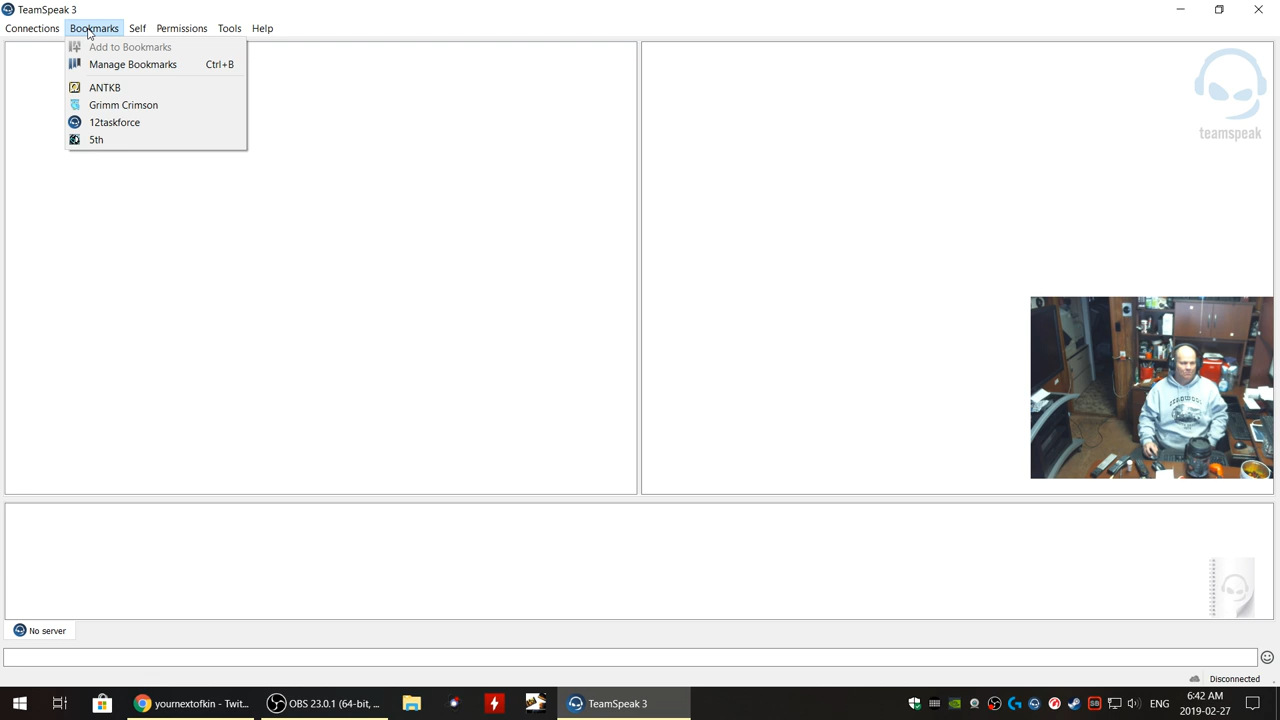 TeamSpeak 3
Connections Bookmarks Self Permissions Tools Help
Add to Bookmarks
Manage Bookmarks Ctrl+B
ANTKB
Grimm Crimson
12taskforce
5th
teamspeak
No server
Disconnected
yournextofkin - Twit...
OBS 23.0.1 (64-bit, ...
TeamSpeak 3
ENG
6:42 AM
2019-02-27